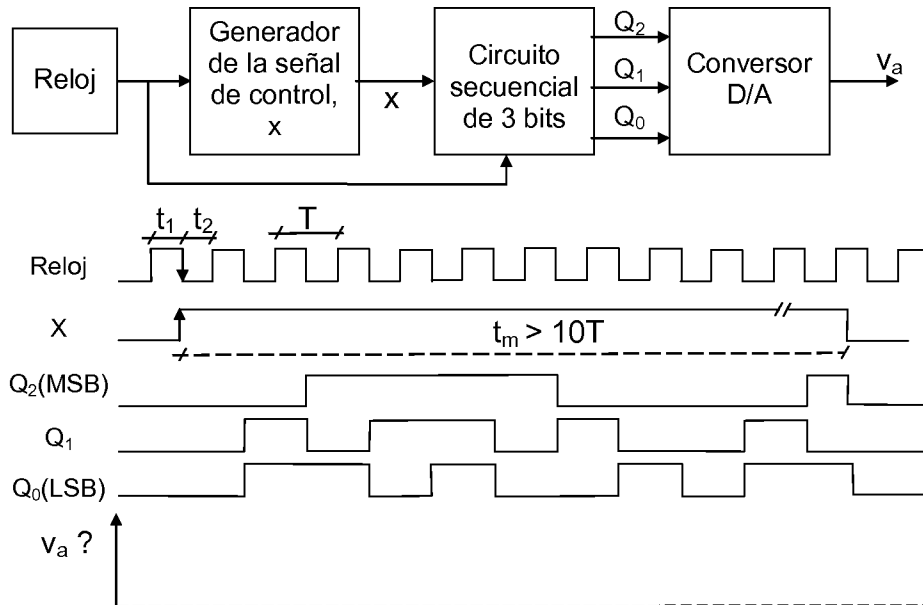 Reloj
Generador
de la señal
de control,
x
x
Circuito
secuencial
de 3 bits
Q₂
Q₁
Q₀
Conversor
D/A
vₐ
t₁
t₂
T
Reloj
X
tₘ > 10T
Q₂(MSB)
Q₁
Q₀(LSB)
vₐ ?